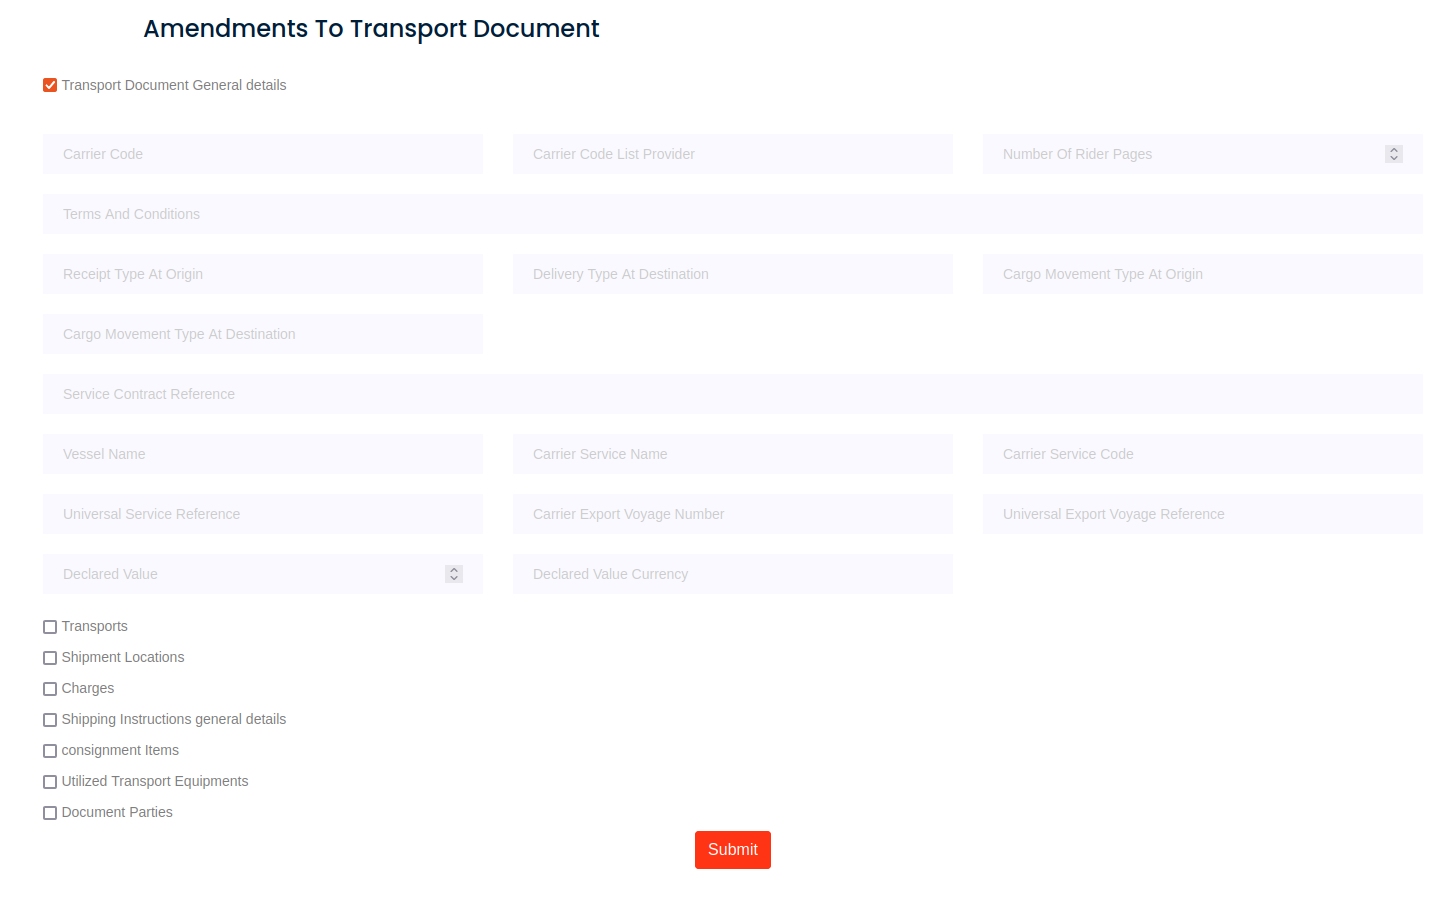 Amendments To Transport Document
Transport Document General details
Carrier Code Carrier Code List Provider Number Of Rider Pages
Terms And Conditions
Receipt Type At Origin Delivery Type At Destination Cargo Movement Type At Origin
Cargo Movement Type At Destination
Service Contract Reference
Vessel Name Carrier Service Name Carrier Service Code
Universal Service Reference Carrier Export Voyage Number Universal Export Voyage Reference
Declared Value Declared Value Currency
Transports
Shipment Locations
Charges
Shipping Instructions general details
consignment Items
Utilized Transport Equipments
Document Parties
Submit